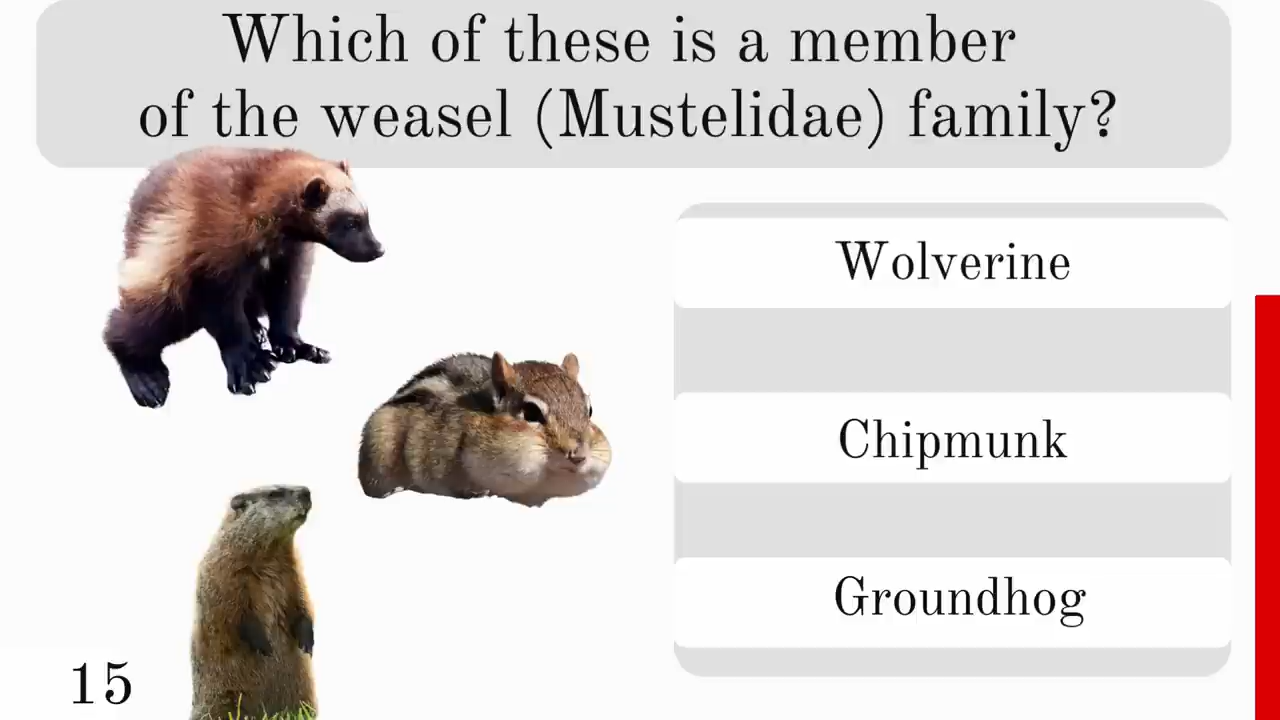 Which of these is a member
of the weasel (Mustelidae) family?
Wolverine
Chipmunk
Groundhog
15